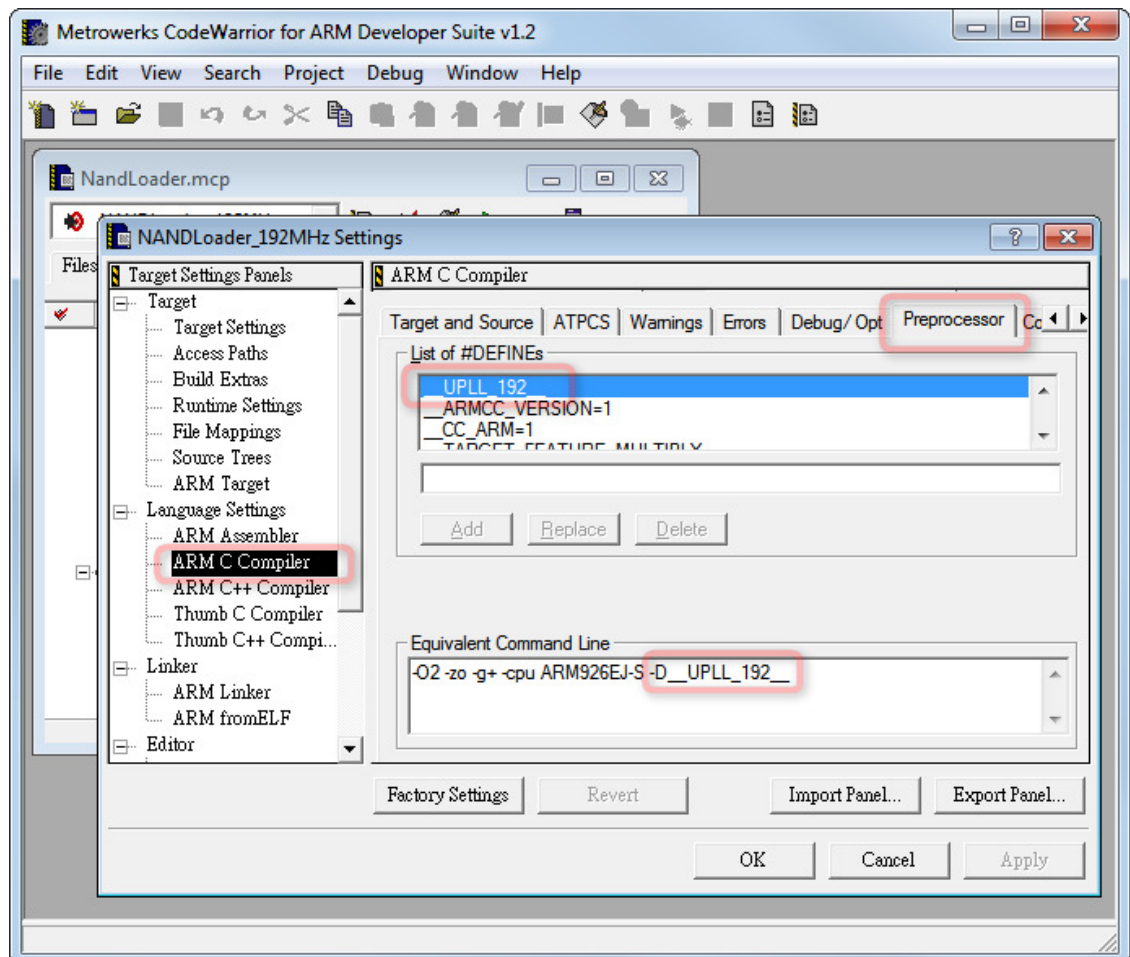 Metrowerks CodeWarrior for ARM Developer Suite v1.2
File Edit View Search Project Debug Window Help
NandLoader.mcp
NANDLoader_192MHz Settings
Files
Target Settings Panels
ARM C Compiler
Target
Target Settings
Access Paths
Build Extras
Runtime Settings
File Mappings
Source Trees
ARM Target
Language Settings
ARM Assembler
ARM C Compiler
ARM C++ Compiler
Thumb C Compiler
Thumb C++ Compi...
Linker
ARM Linker
ARM fromELF
Editor
Target and Source ATPCS Warnings Errors Debug/ Opt Preprocessor
List of #DEFINEs
__UPLL_192__
__ARMCC_VERSION=1
__CC_ARM=1
Add Replace Delete
Equivalent Command Line
-O2 -zo -g+ -cpu ARM926EJ-S -D__UPLL_192__
Factory Settings Revert Import Panel... Export Panel...
OK Cancel Apply